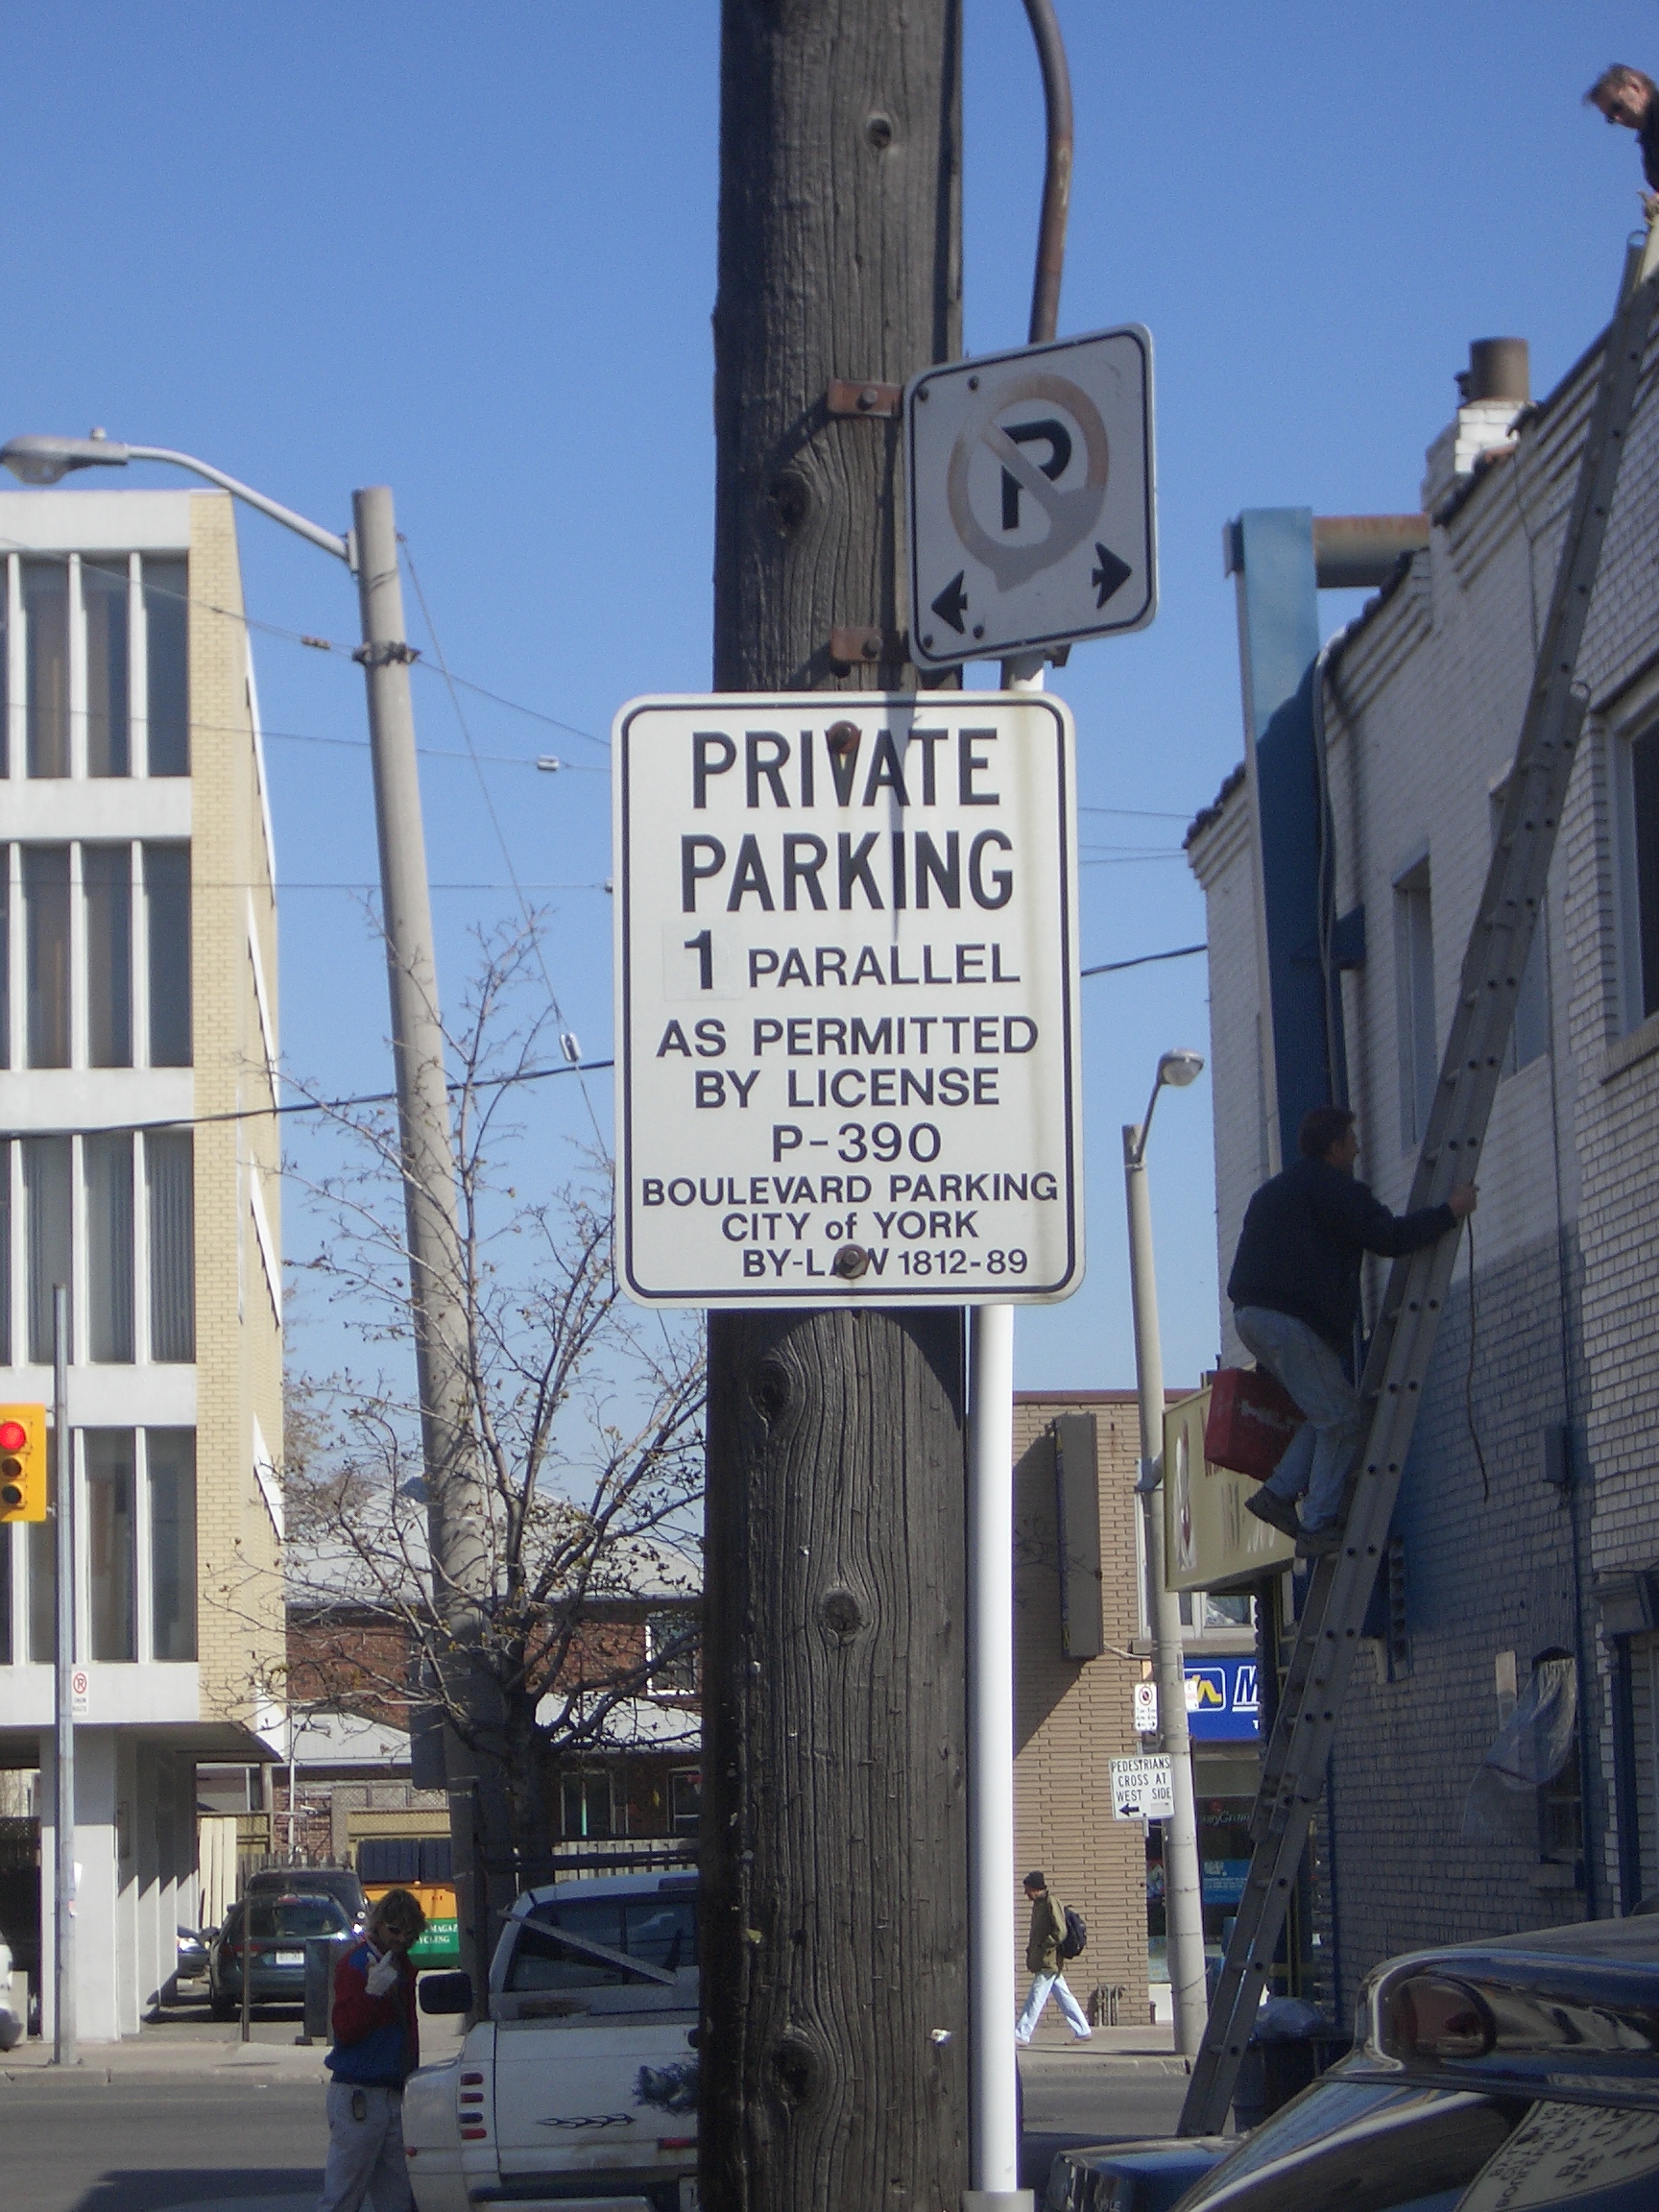 P
PRIVATE
PARKING
1 PARALLEL
AS PERMITTED
BY LICENSE
P-390
BOULEVARD PARKING
CITY of YORK
BY-LAW 1812-89
PEDESTRIANS
CROSS AT
WEST SIDE